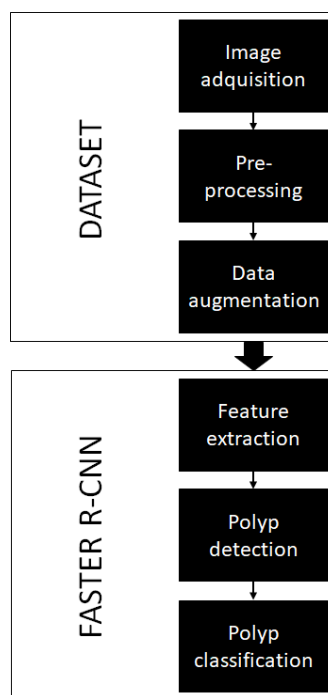 DATASET
Image
adquisition
Pre-
processing
Data
augmentation
FASTER R-CNN
Feature
extraction
Polyp
detection
Polyp
classification